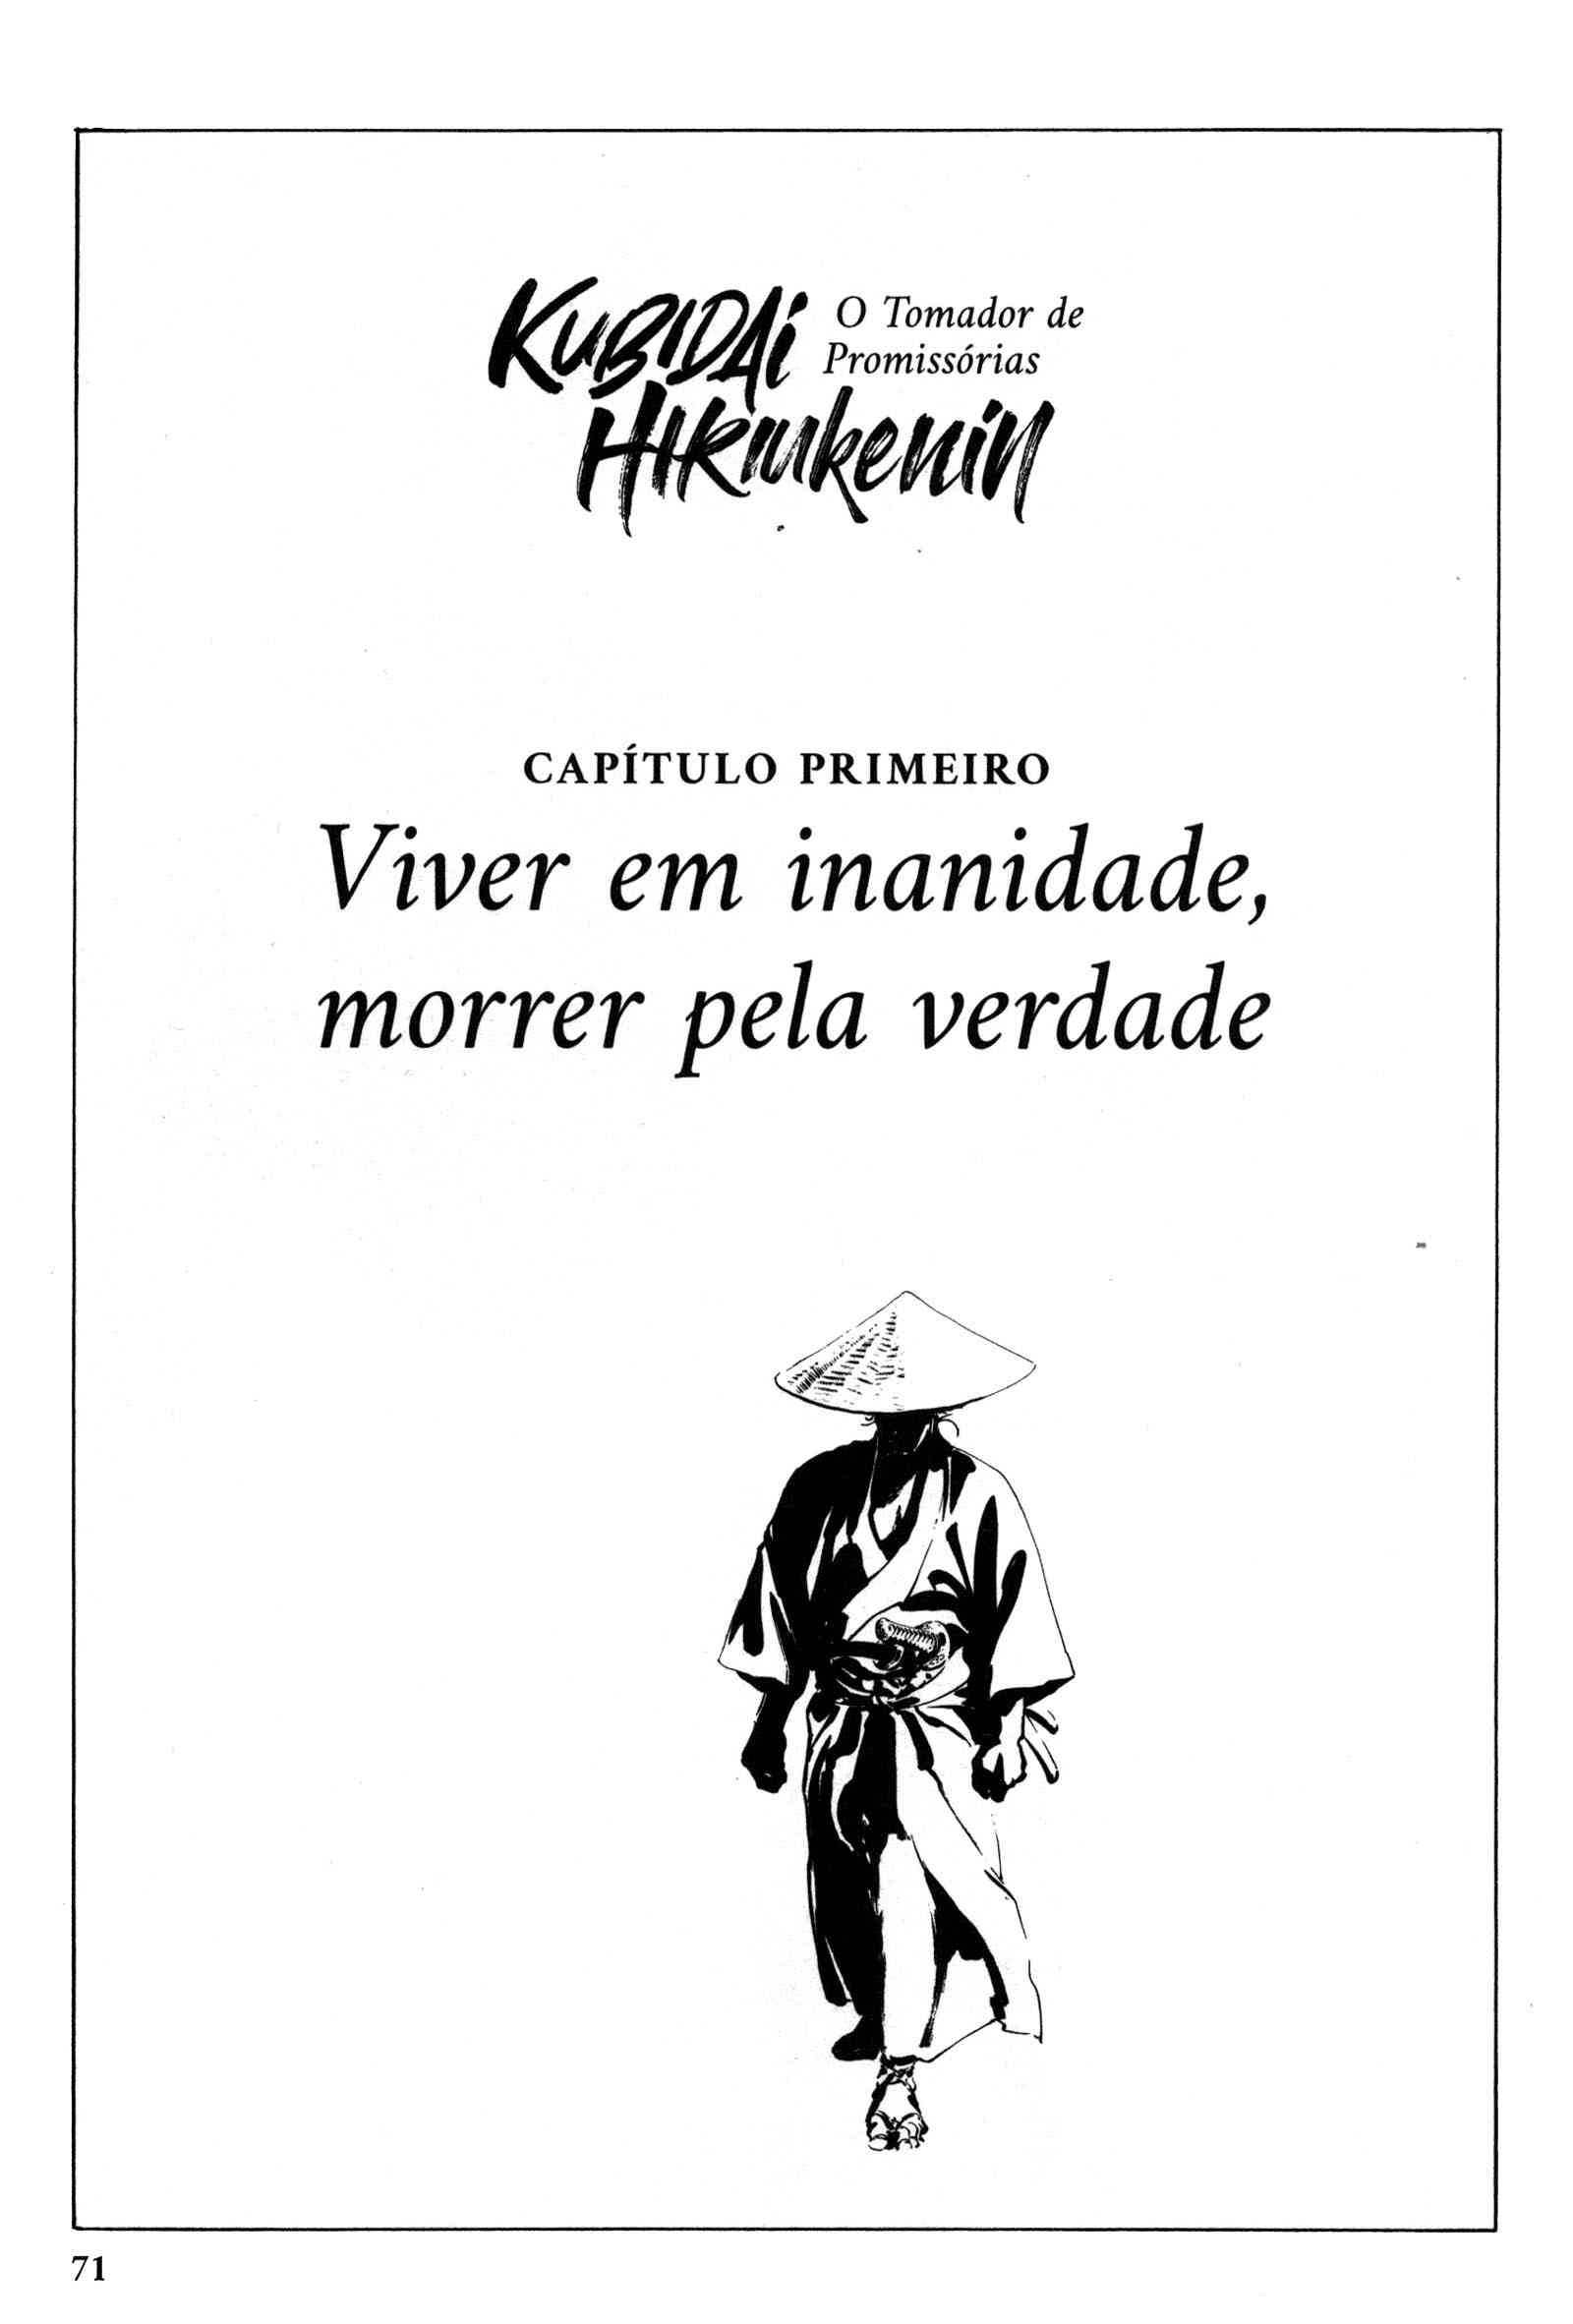 KUBIDAI
O Tomador de
Promissórias
HIKIUKENIN
CAPÍTULO PRIMEIRO
Viver em inanidade,
morrer pela verdade
71